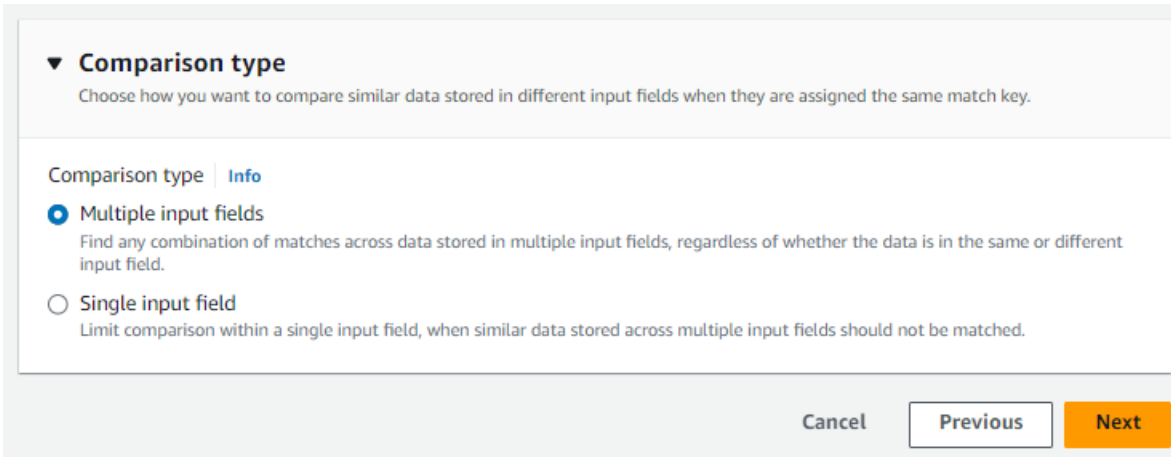 Comparison type
Choose how you want to compare similar data stored in different input fields when they are assigned the same match key.
Comparison type Info
Multiple input fields
Find any combination of matches across data stored in multiple input fields, regardless of whether the data is in the same or different
input field.
Single input field
Limit comparison within a single input field, when similar data stored across multiple input fields should not be matched.
Cancel Previous Next